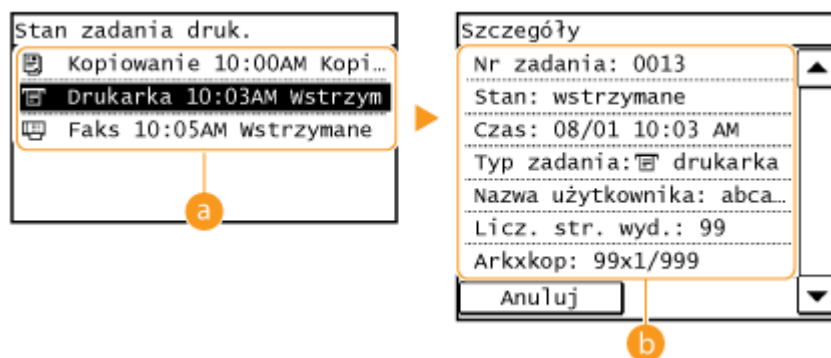 Stan zadania druk.
Kopiowanie 10:00AM Kopi…
Drukarka 10:03AM Wstrzym
Faks 10:05AM Wstrzymane
a
Szczegóły
Nr zadania: 0013
Stan: wstrzymane
Czas: 08/01 10:03 AM
Typ zadania: drukarka
Nazwa użytkownika: abca…
Licz. str. wyd.: 99
Arkxkop: 99x1/999
Anuluj
b